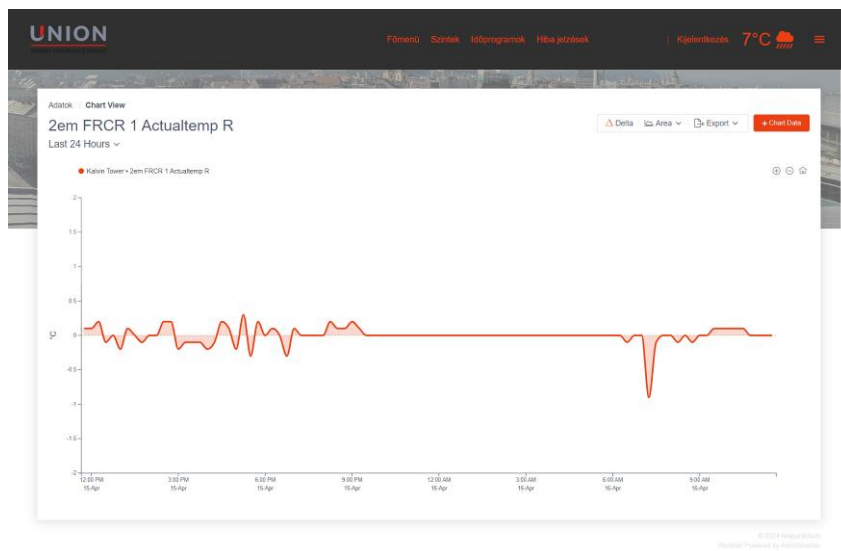 UNION
Főmenü Szintek Időprogramok Hiba jelzések | Kijelentkezés 7°C
Adatok Chart View
2em FRCR 1 Actualtemp R
Delta Area Export + Chart Data
Last 24 Hours
Kalvin Tower • 2em FRCR 1 Actualtemp R
2
1.5
1
0.5
°C
0
-0.5
-1
-1.5
-2
12:00 PM 3:00 PM 6:00 PM 9:00 PM 12:00 AM 3:00 AM 6:00 AM 9:00 AM
15-Apr 15-Apr 15-Apr 15-Apr 16-Apr 16-Apr 16-Apr 16-Apr